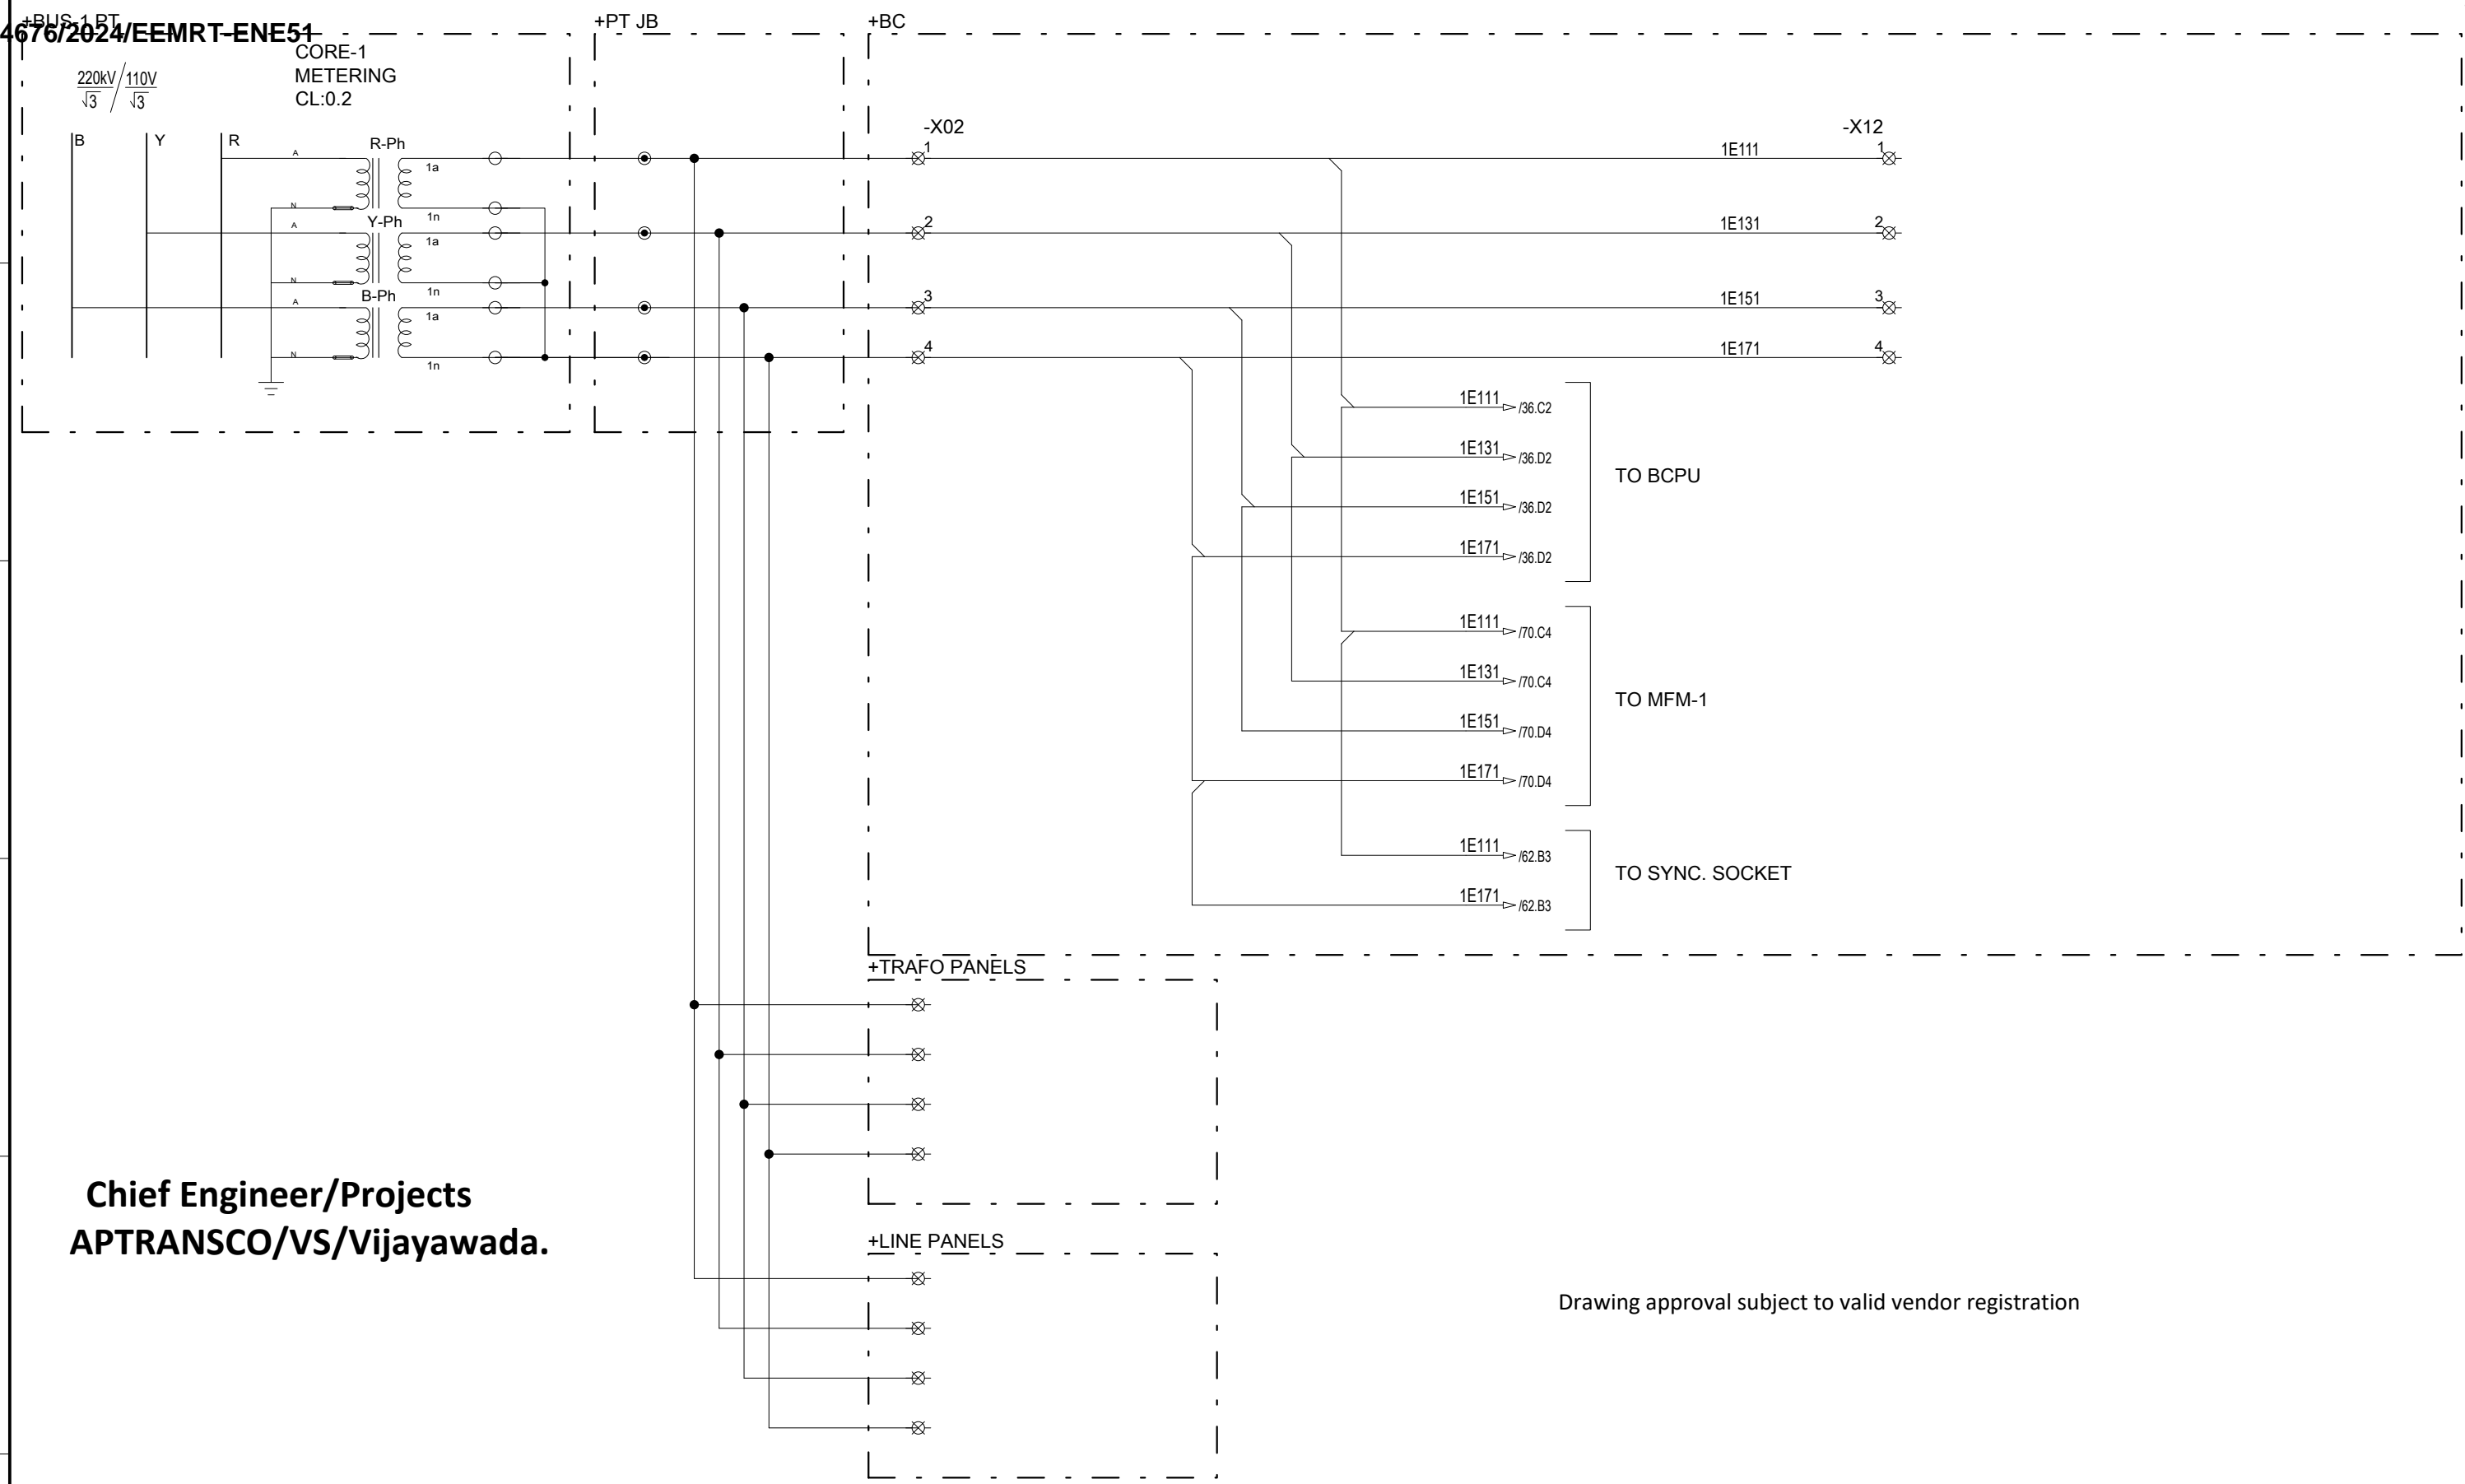 +BUS-1 PT
4676/2024/EEMRT-ENE51
+PT JB
+BC
CORE-1
METERING
CL:0.2
220kV/√3 / 110V/√3
B
Y
R
A
R-Ph
1a
N
1n
A
Y-Ph
1a
N
1n
A
B-Ph
1a
N
1n
-X02
1
2
3
4
-X12
1E111
1
1E131
2
1E151
3
1E171
4
1E111 /36.C2
1E131 /36.D2
1E151 /36.D2
1E171 /36.D2
TO BCPU
1E111 /70.C4
1E131 /70.C4
1E151 /70.D4
1E171 /70.D4
TO MFM-1
1E111 /62.B3
1E171 /62.B3
TO SYNC. SOCKET
+TRAFO PANELS
+LINE PANELS
Chief Engineer/Projects
APTRANSCO/VS/Vijayawada.
Drawing approval subject to valid vendor registration